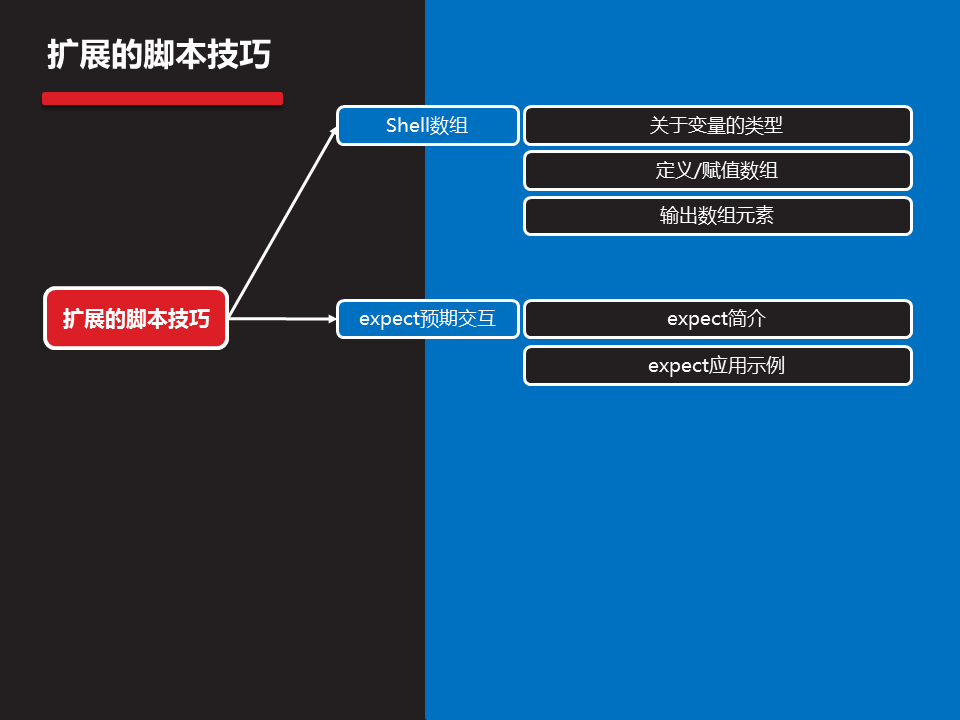 扩展的脚本技巧
扩展的脚本技巧
Shell数组
关于变量的类型
定义/赋值数组
输出数组元素
expect预期交互
expect简介
expect应用示例